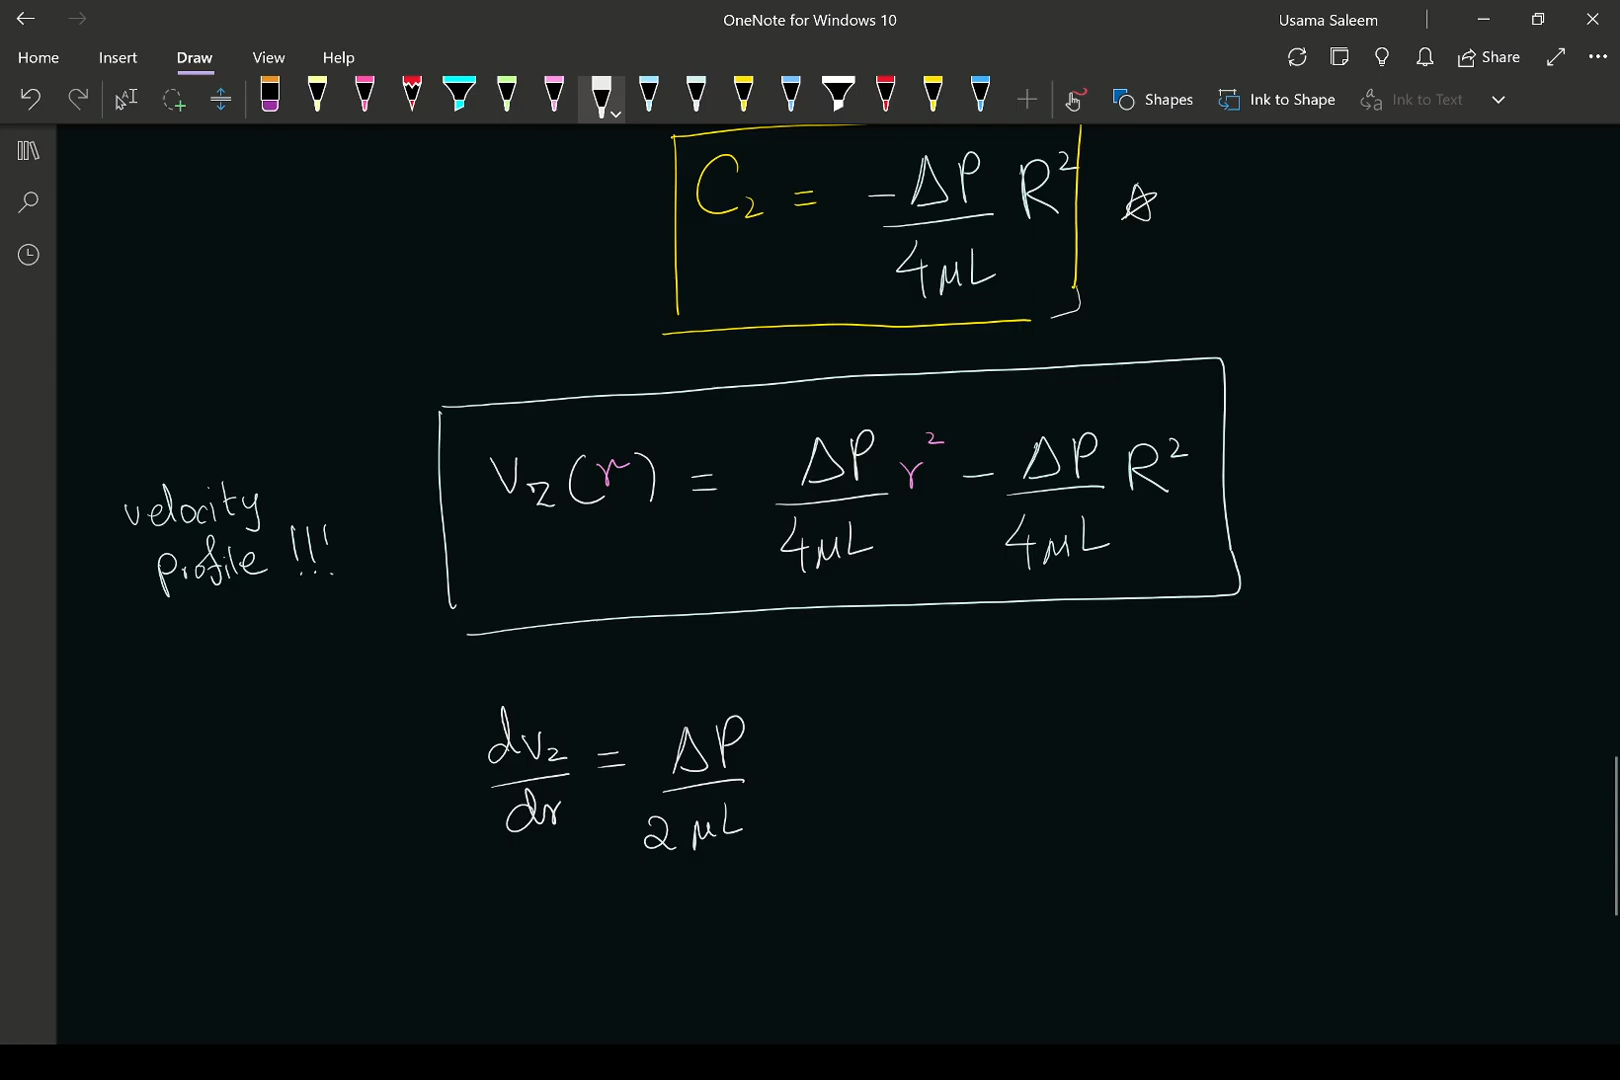 OneNote for Windows 10
Usama Saleem
Home Insert Draw View Help
Share
Shapes Ink to Shape Ink to Text
C₂ = -ΔP/4μL R²
velocity profile !!!
v_z(r) = ΔP/4μL r² - ΔP/4μL R²
dv_z/dr = ΔP/2μL